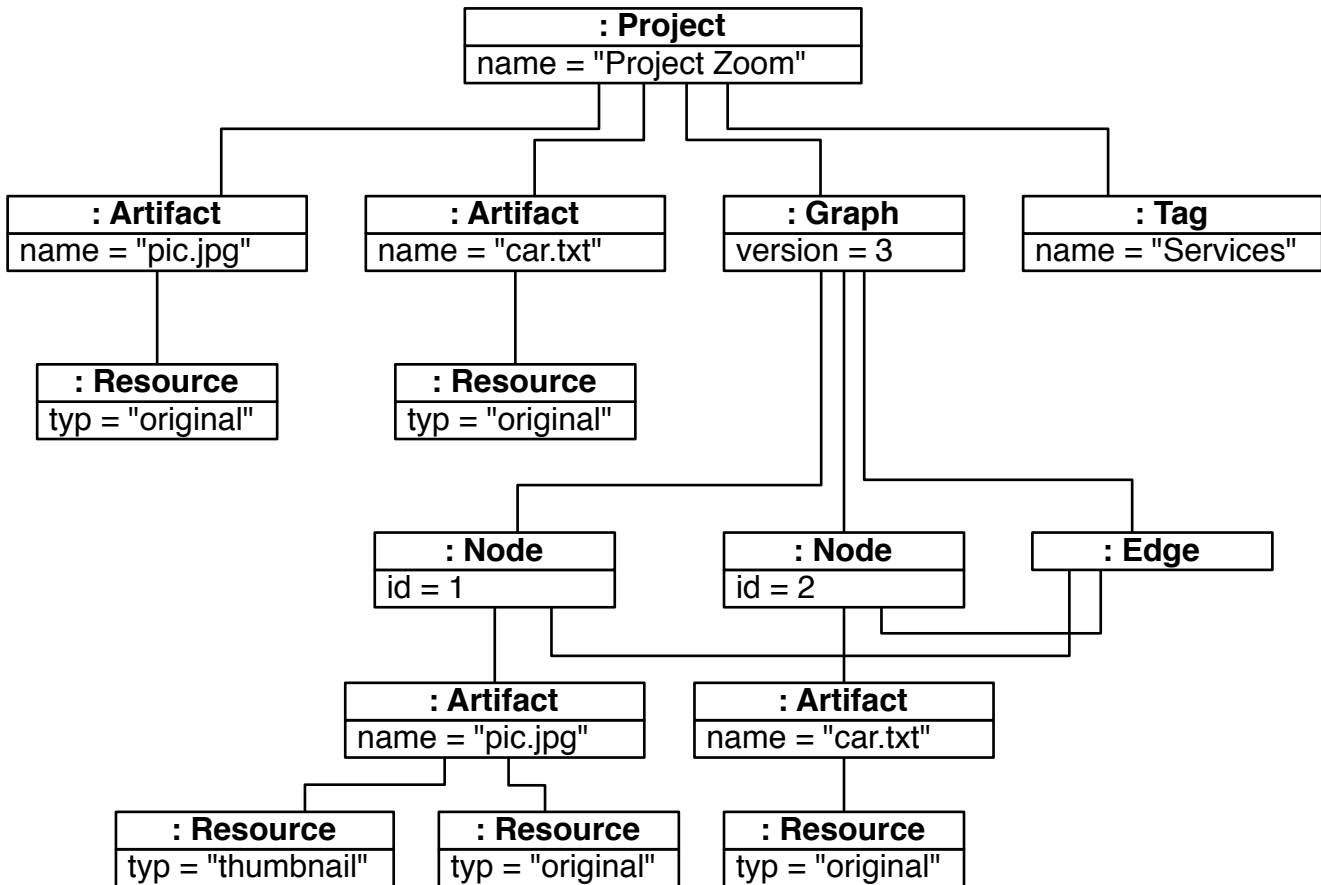 : Project
name = "Project Zoom"
: Artifact
name = "pic.jpg"
: Artifact
name = "car.txt"
: Graph
version = 3
: Tag
name = "Services"
: Resource
typ = "original"
: Resource
typ = "original"
: Node
id = 1
: Node
id = 2
: Edge
: Artifact
name = "pic.jpg"
: Artifact
name = "car.txt"
: Resource
typ = "thumbnail"
: Resource
typ = "original"
: Resource
typ = "original"